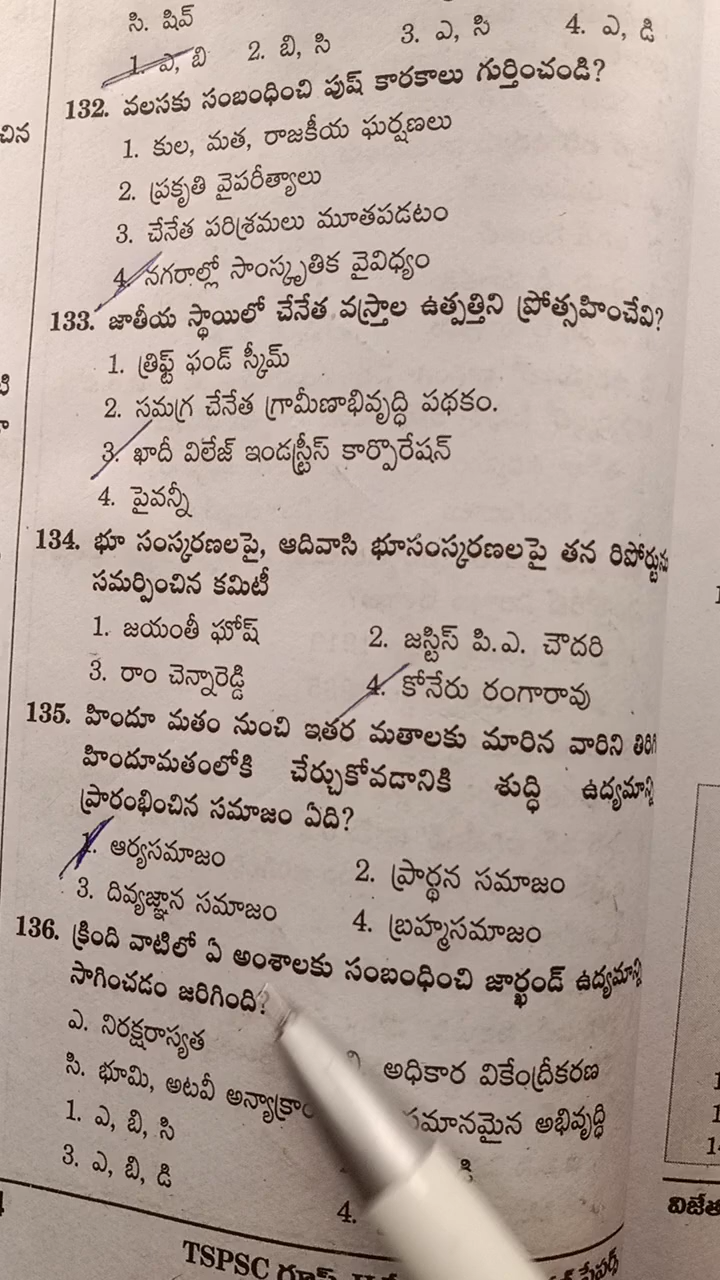 సి. షివ్
1. ఎ, బి 2. బి, సి 3. ఎ, సి 4. ఎ, డి
132. వలసకు సంబంధించి పుష్ కారకాలు గుర్తించండి?
1. కుల, మత, రాజకీయ ఘర్షణలు
2. ప్రకృతి వైపరీత్యాలు
3. చేనేత పరిశ్రమలు మూతపడటం
4. నగరాల్లో సాంస్కృతిక వైవిధ్యం
133. జాతీయ స్థాయిలో చేనేత వస్త్రాల ఉత్పత్తిని ప్రోత్సహించేవి?
1. త్రిఫ్ట్ ఫండ్ స్కీమ్
2. సమగ్ర చేనేత గ్రామీణాభివృద్ధి పథకం.
3. ఖాదీ విలేజ్ ఇండస్ట్రీస్ కార్పొరేషన్
4. పైవన్నీ
134. భూ సంస్కరణలపై, ఆదివాసి భూసంస్కరణలపై తన రిపోర్టును
సమర్పించిన కమిటీ
1. జయంతీ ఘోష్ 2. జస్టిస్ పి.ఎ. చౌదరి
3. రాం చెన్నారెడ్డి 4. కోనేరు రంగారావు
135. హిందూ మతం నుంచి ఇతర మతాలకు మారిన వారిని తిరిగి
హిందూమతంలోకి చేర్చుకోవడానికి శుద్ధి ఉద్యమాన్ని
ప్రారంభించిన సమాజం ఏది?
1. ఆర్యసమాజం 2. ప్రార్థన సమాజం
3. దివ్యజ్ఞాన సమాజం 4. బ్రహ్మసమాజం
136. క్రింది వాటిలో ఏ అంశాలకు సంబంధించి జార్ఖండ్ ఉద్యమాన్ని
సాగించడం జరిగింది?
ఎ. నిరక్షరాస్యత అధికార వికేంద్రీకరణ
సి. భూమి, అటవీ అభివృద్ధి
1. ఎ, బి, సి
3. ఎ, బి, డి డి
4.
TSPSC